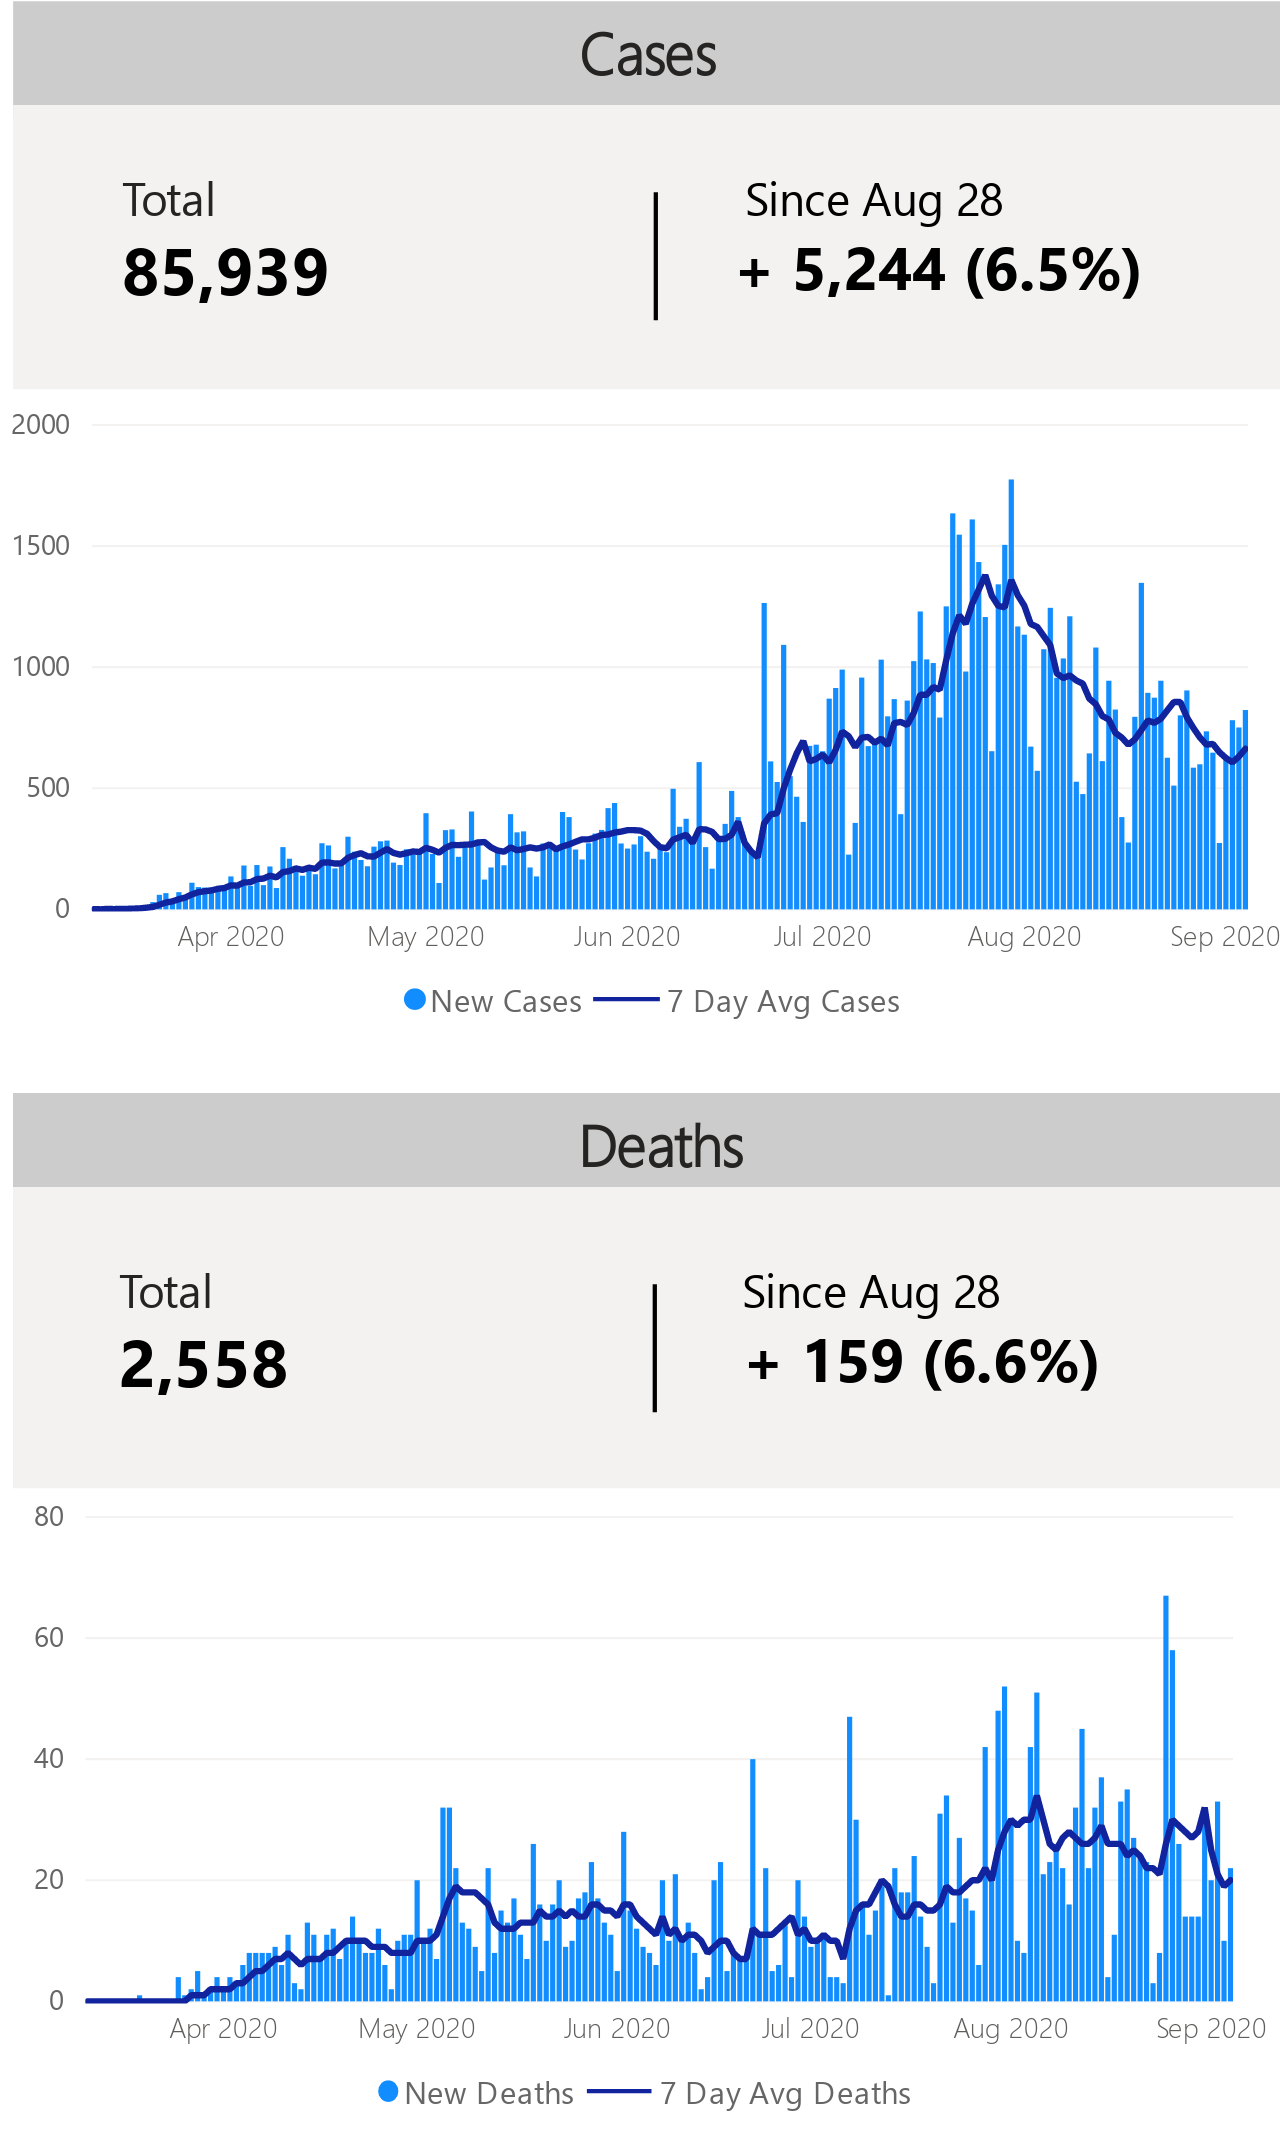 Cases
Total
Since Aug 28
85,939
+ 5,244 (6.5%)
2000
1500
1000
500
0
Apr 2020
May 2020
Jun 2020
Jul 2020
Aug 2020
Sep 2020
New Cases
7 Day Avg Cases
Deaths
Total
Since Aug 28
2,558
+ 159 (6.6%)
80
60
40
20
0
Apr 2020
May 2020
Jun 2020
Jul 2020
Aug 2020
Sep 2020
New Deaths
7 Day Avg Deaths